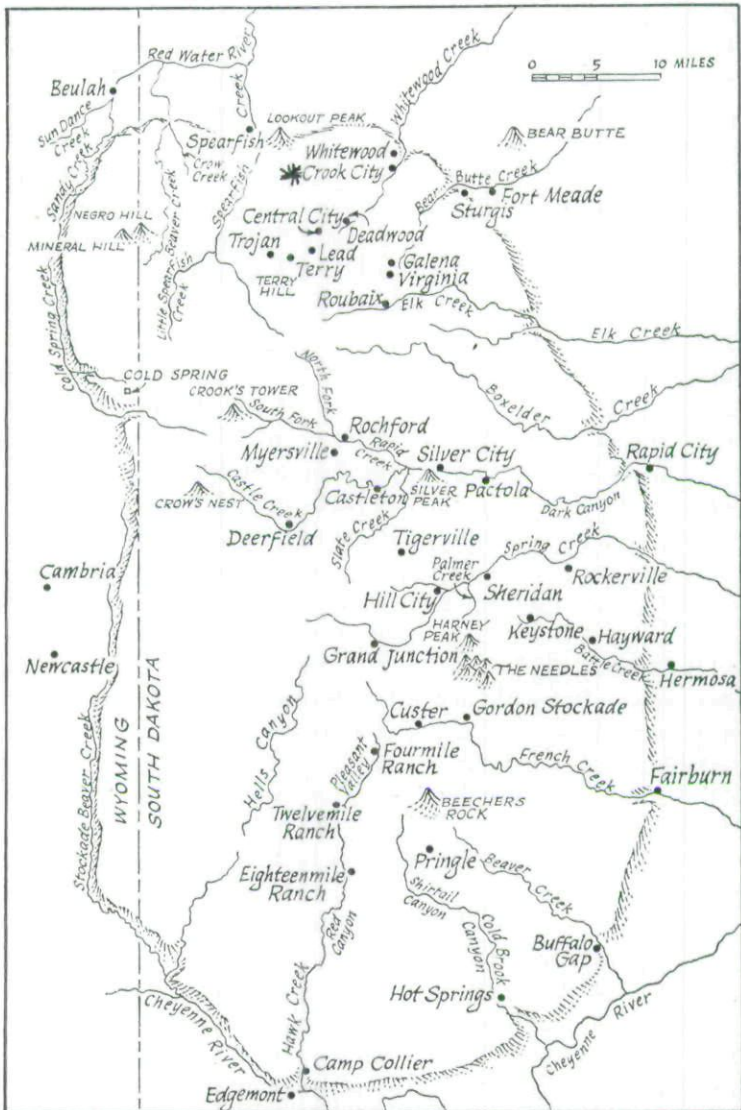 Red Water River
0 5 10 MILES
Beulah
Whitewood Creek
Sun Dance
Creek
Creek
LOOKOUT PEAK
BEAR BUTTE
Spearfish
Whitewood
Sandy Creek
Crow
Creek
Crook City
Bear Butte Creek
Fort Meade
Sturgis
NEGRO HILL
Spearfish
Central City
Deadwood
MINERAL HILL
Little Spearfish
Creek
Beaver Creek
Trojan
Lead
Terry
Galena
Virginia
TERRY
HILL
Roubaix
Elk Creek
Elk Creek
Cold Spring Creek
COLD SPRING
North Fork
Boxelder
Creek
CROOK'S TOWER
South Fork
Rochford
Rapid
Creek
Myersville
Silver City
Rapid City
CROW'S NEST
Castle
Creek
Castleton
SILVER
PEAK
Pactola
Dark Canyon
Deerfield
Slate Creek
Tigerville
Spring Creek
Cambria
Palmer
Creek
Sheridan
Rockerville
Hill City
HARNEY
PEAK
Keystone
Hayward
Newcastle
Grand Junction
THE NEEDLES
Battle Creek
Hermosa
WYOMING
SOUTH DAKOTA
Hells Canyon
Custer
Gordon Stockade
Pleasant
Valley
Fourmile
Ranch
French Creek
Fairburn
Stockade Beaver Creek
Twelvemile
Ranch
BEECHERS
ROCK
Pringle
Beaver Creek
Eighteenmile
Ranch
Shirtail
Canyon
Red Canyon
Cold Brook
Canyon
Buffalo
Gap
Hot Springs
Cheyenne
River
Hawk Creek
Cheyenne
River
Camp Collier
Edgemont